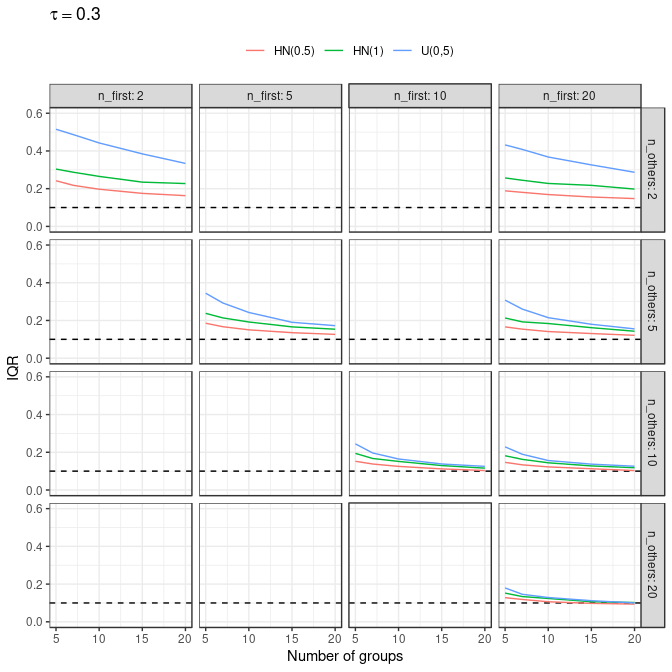 τ = 0.3
HN(0.5) HN(1) U(0,5)
n_first: 2 n_first: 5 n_first: 10 n_first: 20
0.6
0.4
0.2
0.0
n_others: 2
0.6
0.4
0.2
0.0
n_others: 5
IQR
0.6
0.4
0.2
0.0
n_others: 10
0.6
0.4
0.2
0.0
n_others: 20
5 10 15 20 5 10 15 20 5 10 15 20 5 10 15 20
Number of groups